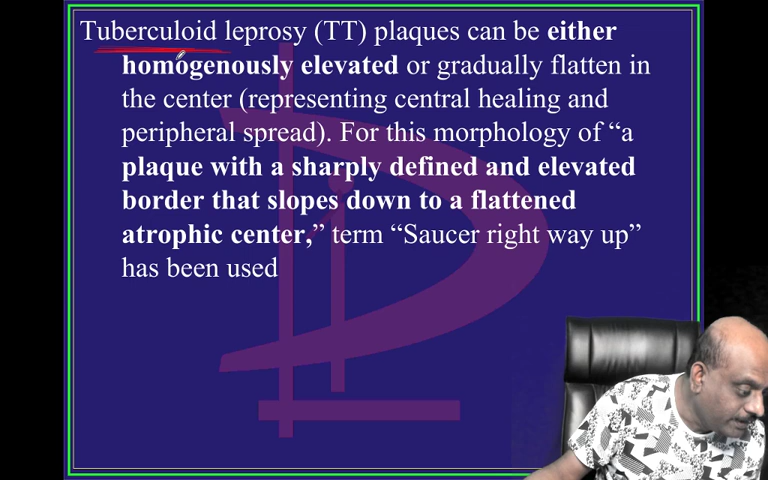 Tuberculoid leprosy (TT) plaques can be either
homogenously elevated or gradually flatten in
the center (representing central healing and
peripheral spread). For this morphology of “a
plaque with a sharply defined and elevated
border that slopes down to a flattened
atrophic center,” term “Saucer right way up”
has been used